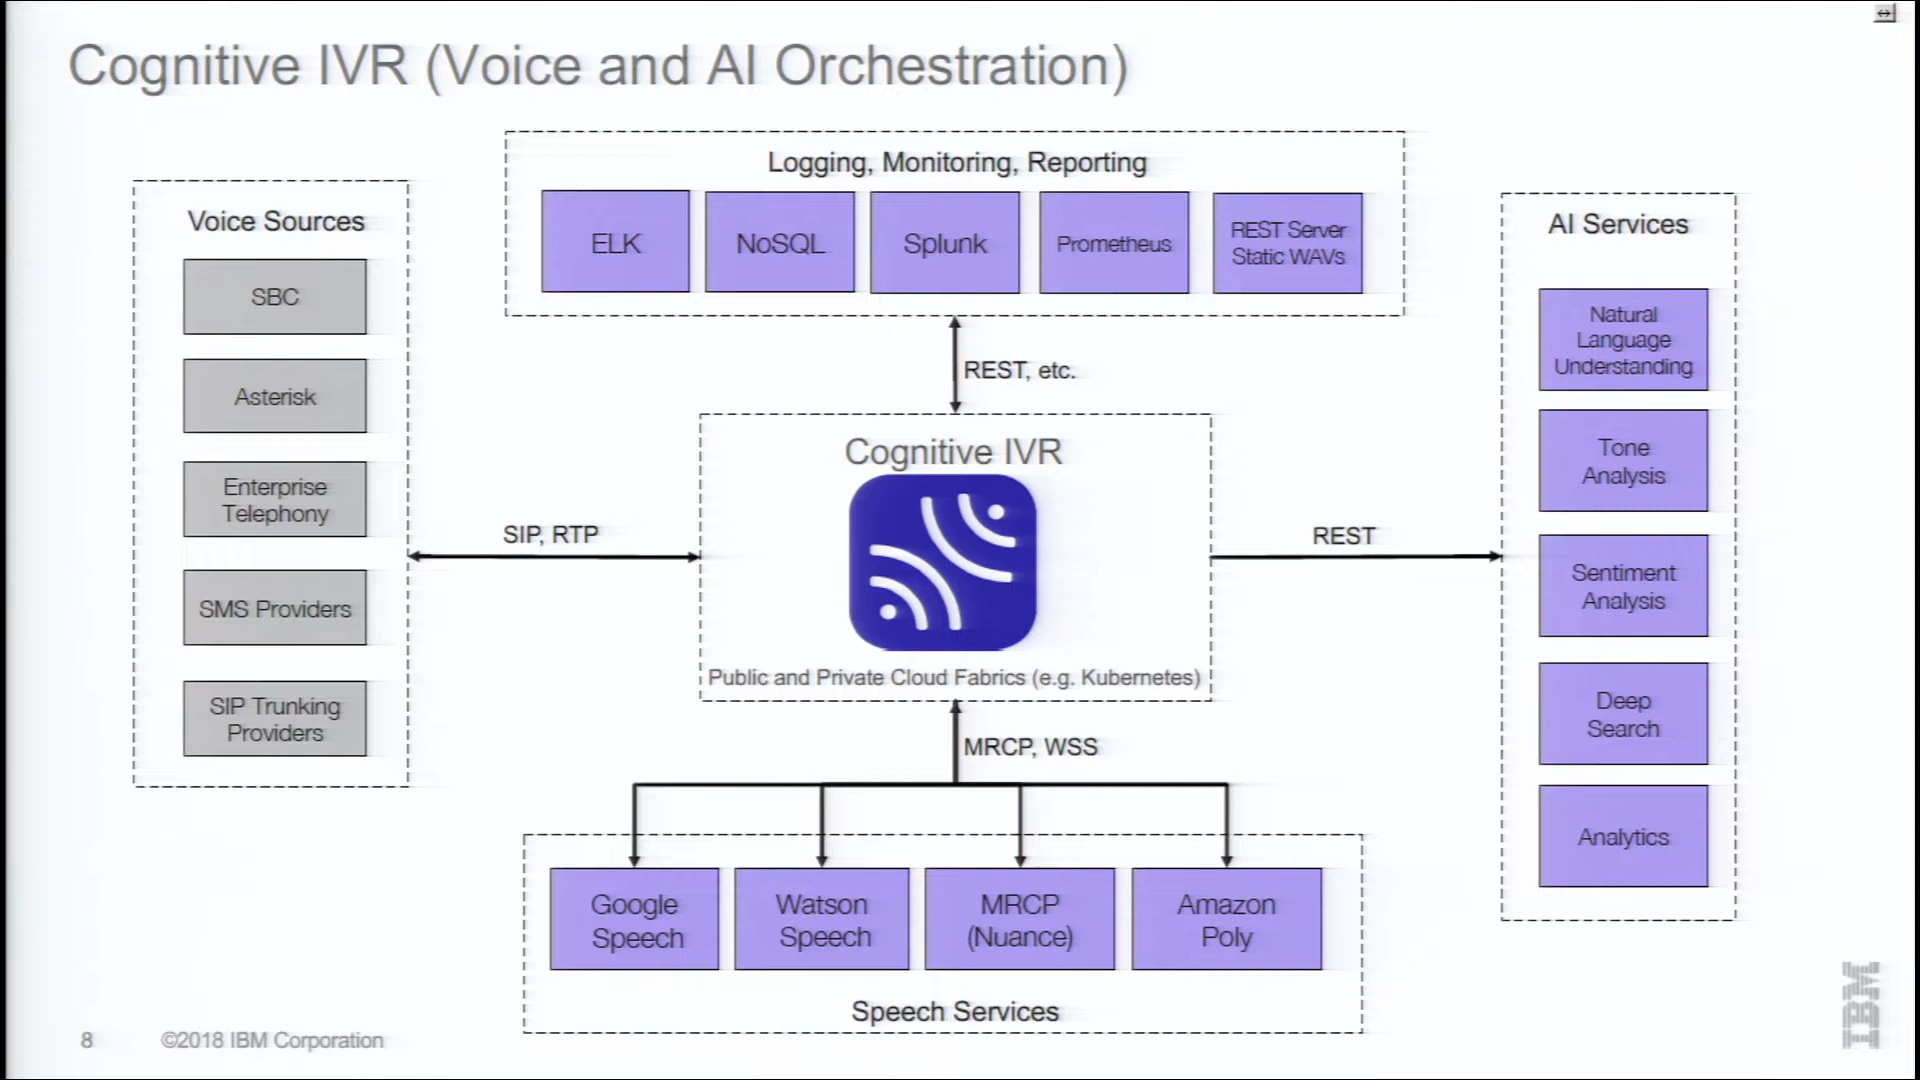 Cognitive IVR (Voice and AI Orchestration)
Logging, Monitoring, Reporting
ELK
NoSQL
Splunk
Prometheus
REST Server
Static WAVs
Voice Sources
SBC
Asterisk
Enterprise
Telephony
SMS Providers
SIP Trunking
Providers
AI Services
Natural
Language
Understanding
Tone
Analysis
Sentiment
Analysis
Deep
Search
Analytics
REST, etc.
Cognitive IVR
Public and Private Cloud Fabrics (e.g. Kubernetes)
SIP, RTP
REST
MRCP, WSS
Google
Speech
Watson
Speech
MRCP
(Nuance)
Amazon
Poly
Speech Services
8
©2018 IBM Corporation
IBM